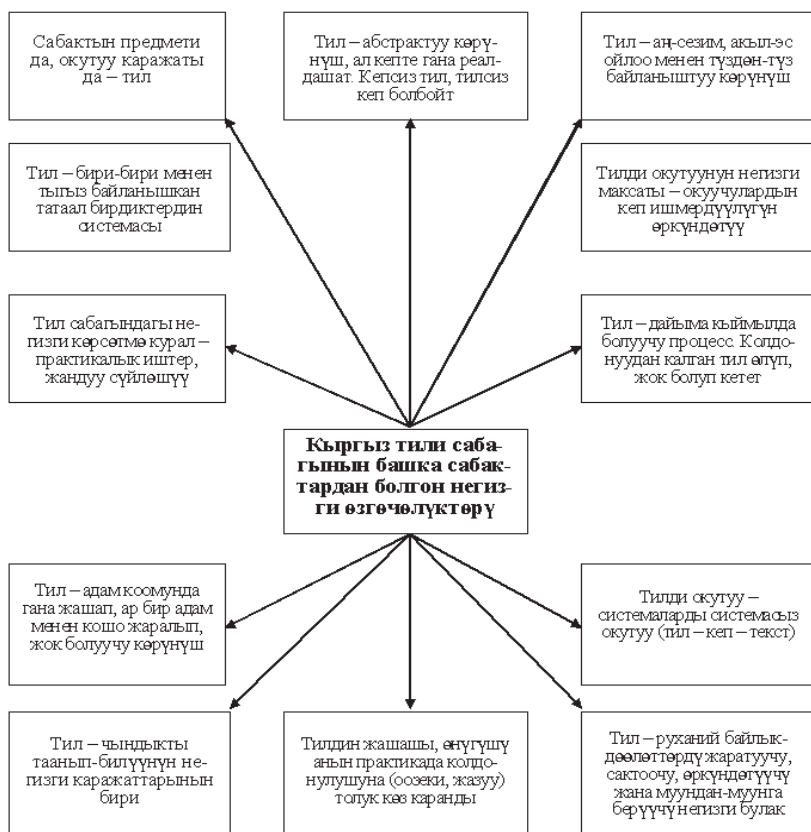 Сабактын предмети
да, окутуу каражаты
да – тил
Тил – абстрактуу көрү-
нүш, ал кепте гана реал-
дашат. Кепсиз тил, тилсиз
кеп болбойт
Тил – аң-сезим, акыл-эс
ойлоо менен түздөн-түз
байланыштуу көрүнүш
Тил – бири-бири менен
тыгыз байланышкан
татаал бирдиктердин
системасы
Тилди окутуунун негизги
максаты – окуучулардын
кеп ишмердүүлүгүн
өркүндөтүү
Тил сабагындагы не-
гизги көрсөтмө курал –
практикалык иштер,
жандуу сүйлөшүү
Тил – дайыма кыймылда
болуучу процесс. Колдо-
нуудан калган тил өлүп,
жок болуп кетет
Кыргыз тили саба-
гынын башка сабак-
тардан болгон негиз-
ги өзгөчөлүктөрү
Тил – адам коомунда
гана жашап, ар бир адам
менен кошо жаралып,
жок болуучу көрүнүш
Тилди окутуу –
системаларды системасыз
окутуу (тил – кеп – текст)
Тил – чындыкты
таанып-билүүнүн не-
гизги каражаттарынын
бири
Тилдин жашашы, өнүгүшү
анын практикада колдо-
нулушуна (оозеки, жазуу)
толук көз каранды
Тил – руханий байлык-
дөөлөттөрдү жаратуучу,
сактоочу, өркүндөтүүчү
жана муундан-муунга
берүүчү негизги булак